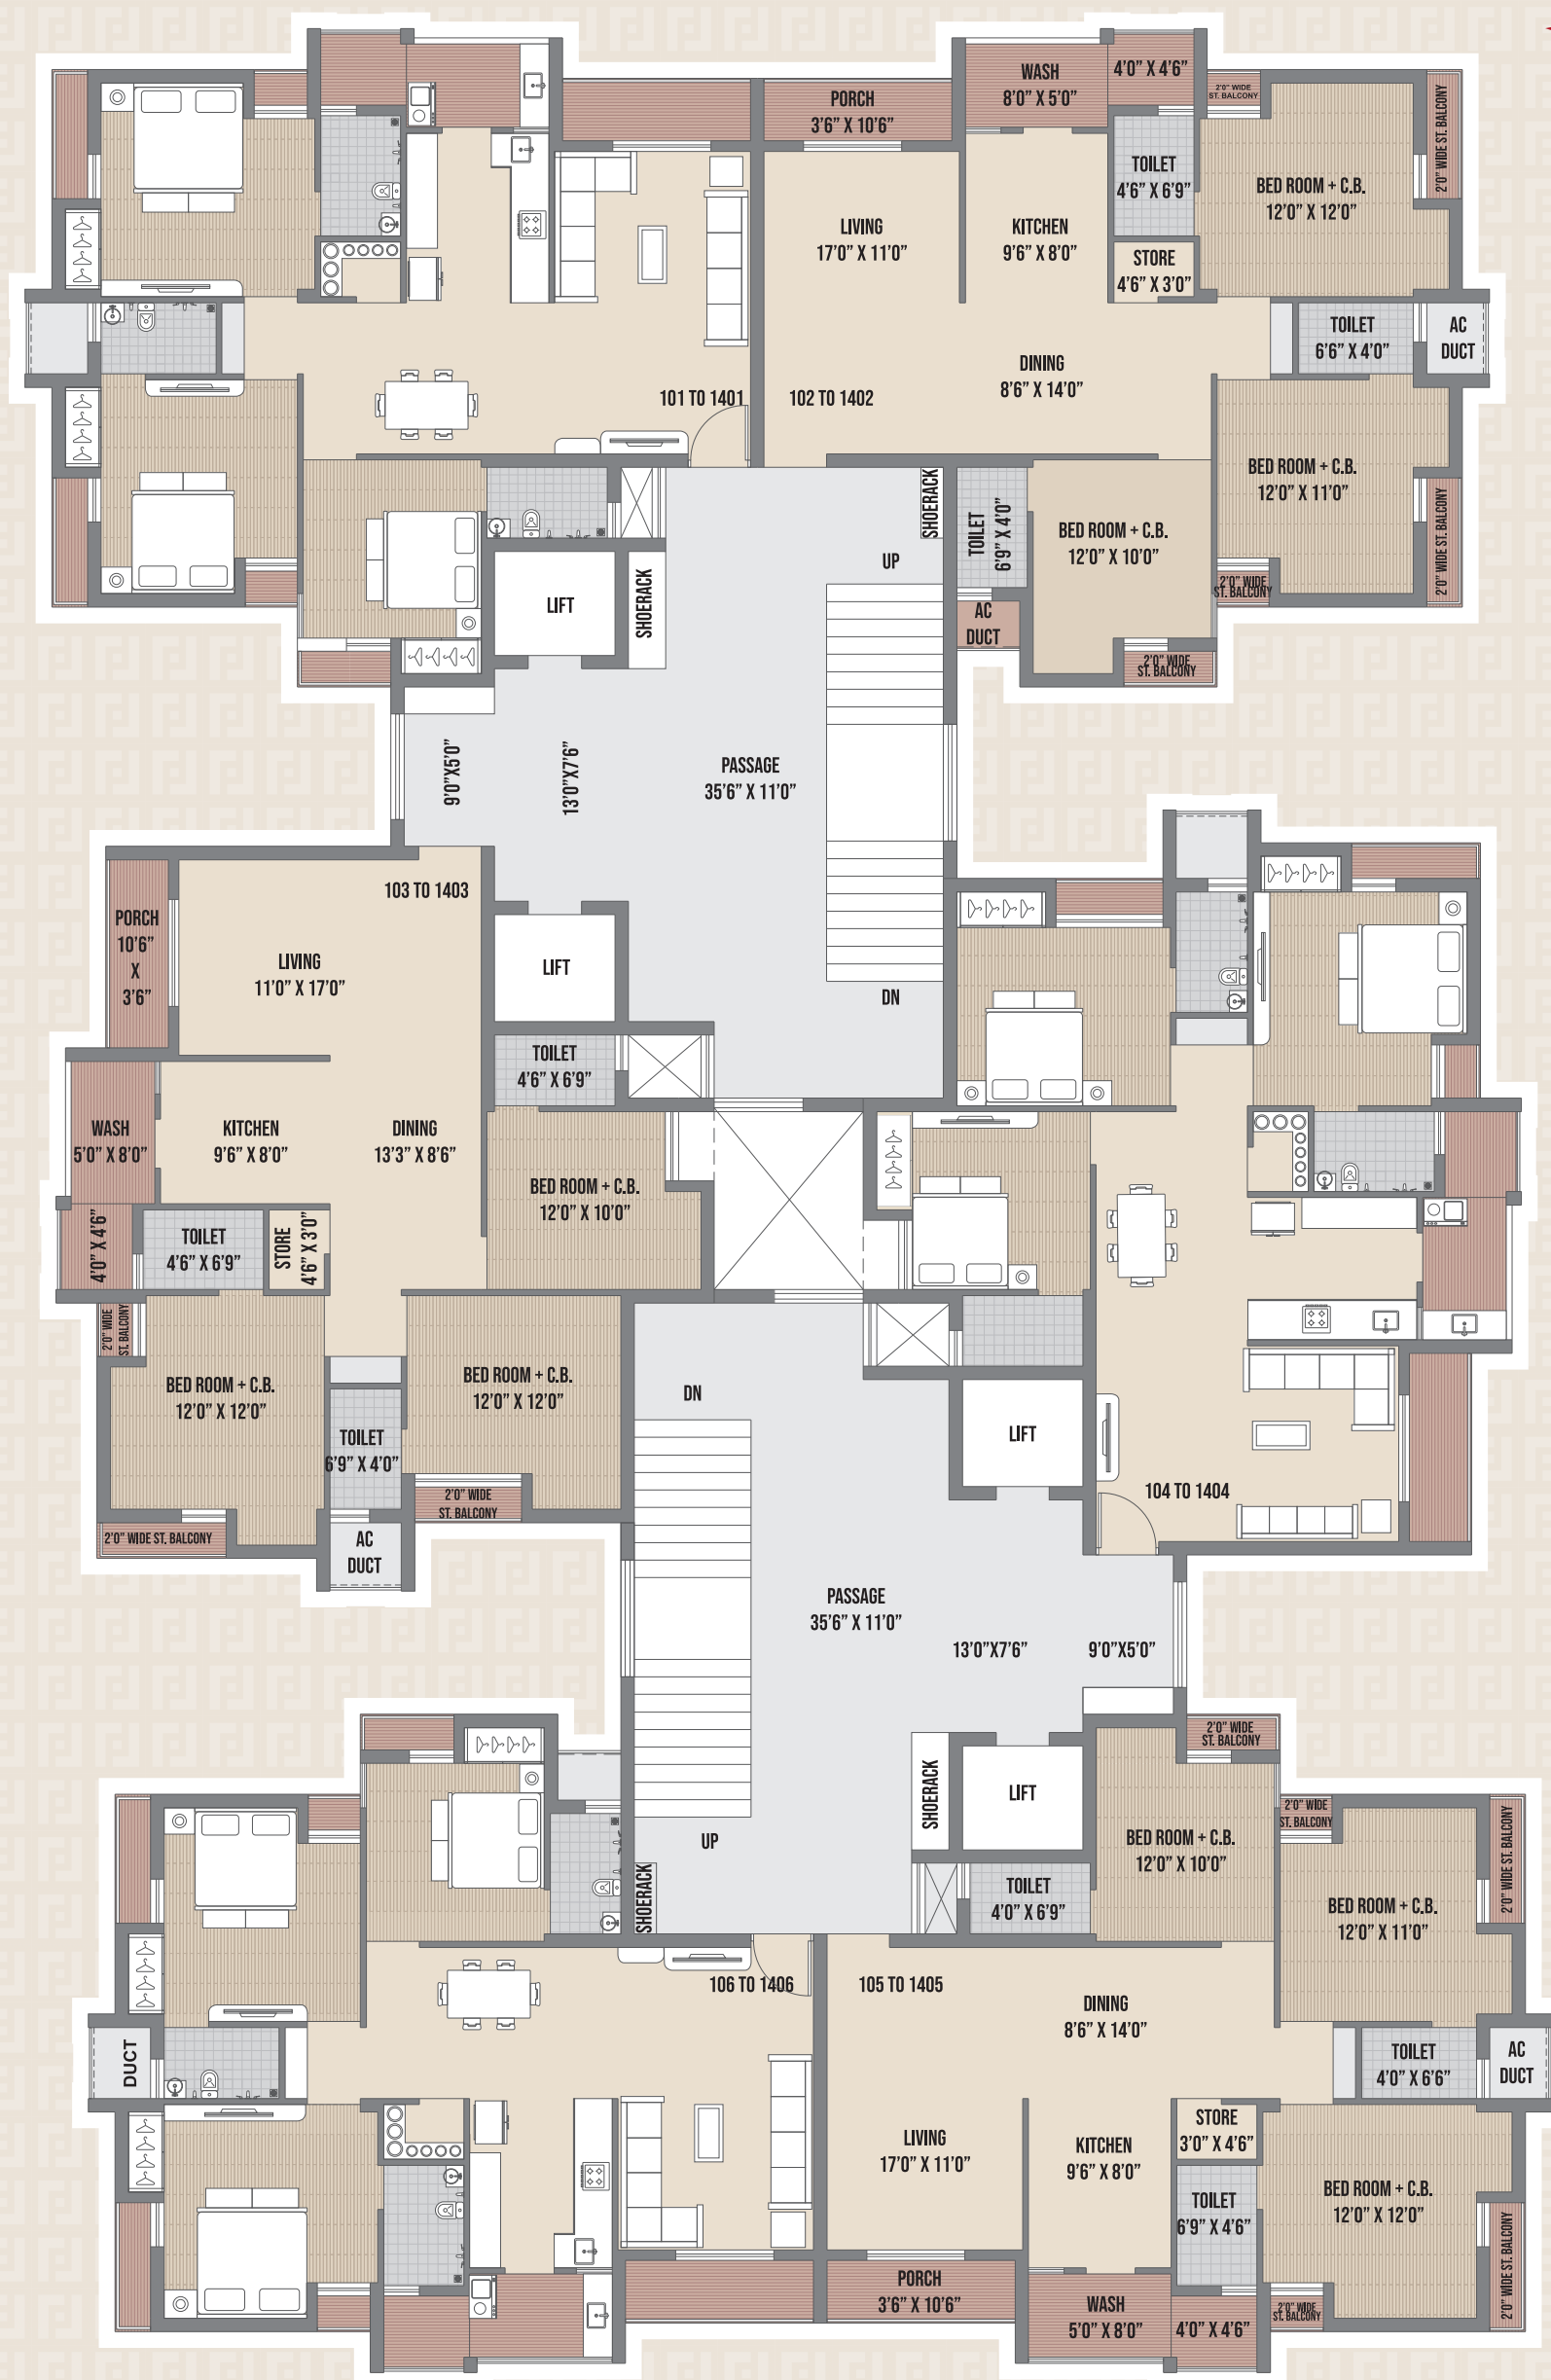 WASH
8'0" X 5'0"
4'0" X 4'6"
PORCH
3'6" X 10'6"
2'0" WIDE
ST. BALCONY
2'0" WIDE ST. BALCONY
TOILET
4'6" X 6'9"
BED ROOM + C.B.
12'0" X 12'0"
LIVING
17'0" X 11'0"
KITCHEN
9'6" X 8'0"
STORE
4'6" X 3'0"
TOILET
6'6" X 4'0"
AC
DUCT
DINING
8'6" X 14'0"
101 TO 1401
102 TO 1402
BED ROOM + C.B.
12'0" X 11'0"
2'0" WIDE ST. BALCONY
SHOERACK
TOILET
6'9" X 4'0"
BED ROOM + C.B.
12'0" X 10'0"
UP
2'0" WIDE
ST. BALCONY
LIFT
SHOERACK
AC
DUCT
2'0" WIDE
ST. BALCONY
9'0"X5'0"
13'0"X7'6"
PASSAGE
35'6" X 11'0"
103 TO 1403
PORCH
10'6"
X
3'6"
LIVING
11'0" X 17'0"
LIFT
DN
TOILET
4'6" X 6'9"
WASH
5'0" X 8'0"
KITCHEN
9'6" X 8'0"
DINING
13'3" X 8'6"
BED ROOM + C.B.
12'0" X 10'0"
4'0" X 4'6"
TOILET
4'6" X 6'9"
STORE
4'6" X 3'0"
2'0" WIDE
ST. BALCONY
BED ROOM + C.B.
12'0" X 12'0"
BED ROOM + C.B.
12'0" X 12'0"
DN
TOILET
6'9" X 4'0"
LIFT
2'0" WIDE
ST. BALCONY
104 TO 1404
2'0" WIDE ST. BALCONY
AC
DUCT
PASSAGE
35'6" X 11'0"
13'0"X7'6"
9'0"X5'0"
2'0" WIDE
ST. BALCONY
SHOERACK
LIFT
2'0" WIDE
ST. BALCONY
2'0" WIDE ST. BALCONY
UP
BED ROOM + C.B.
12'0" X 10'0"
SHOERACK
TOILET
4'0" X 6'9"
BED ROOM + C.B.
12'0" X 11'0"
106 TO 1406
105 TO 1405
DINING
8'6" X 14'0"
DUCT
TOILET
4'0" X 6'6"
AC
DUCT
LIVING
17'0" X 11'0"
KITCHEN
9'6" X 8'0"
STORE
3'0" X 4'6"
TOILET
6'9" X 4'6"
BED ROOM + C.B.
12'0" X 12'0"
2'0" WIDE ST. BALCONY
PORCH
3'6" X 10'6"
WASH
5'0" X 8'0"
4'0" X 4'6"
2'0" WIDE
ST. BALCONY